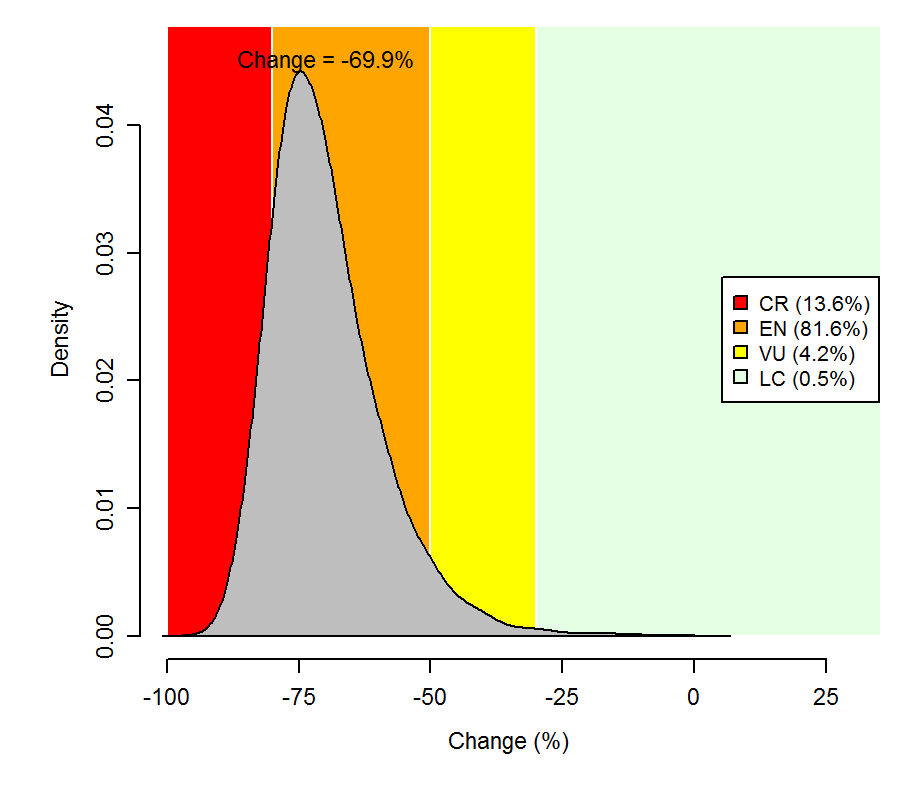 Change = -69.9%
0.04
0.03
0.02
0.01
0.00
Density
CR (13.6%)
EN (81.6%)
VU (4.2%)
LC (0.5%)
-100 -75 -50 -25 0 25
Change (%)